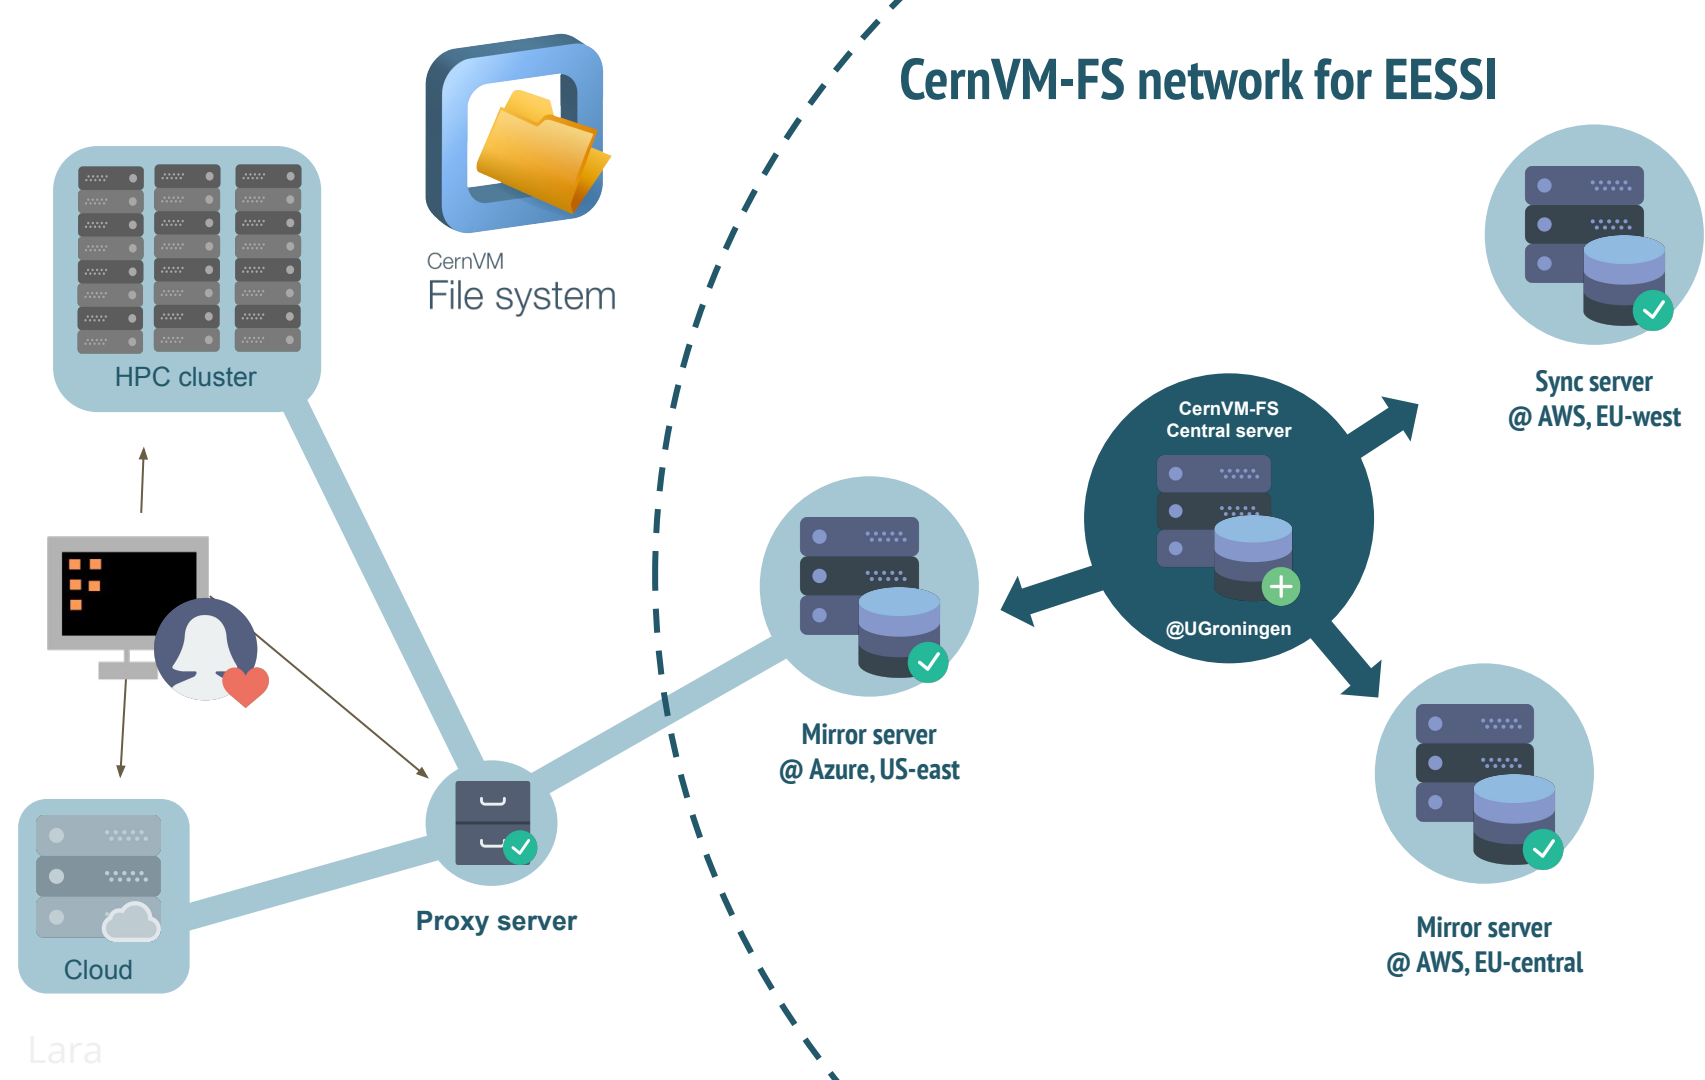 CernVM-FS network for EESSI
CernVM
File system
HPC cluster
Sync server
@ AWS, EU-west
CernVM-FS
Central server
@UGroningen
Mirror server
@ Azure, US-east
Proxy server
Mirror server
@ AWS, EU-central
Cloud
Lara